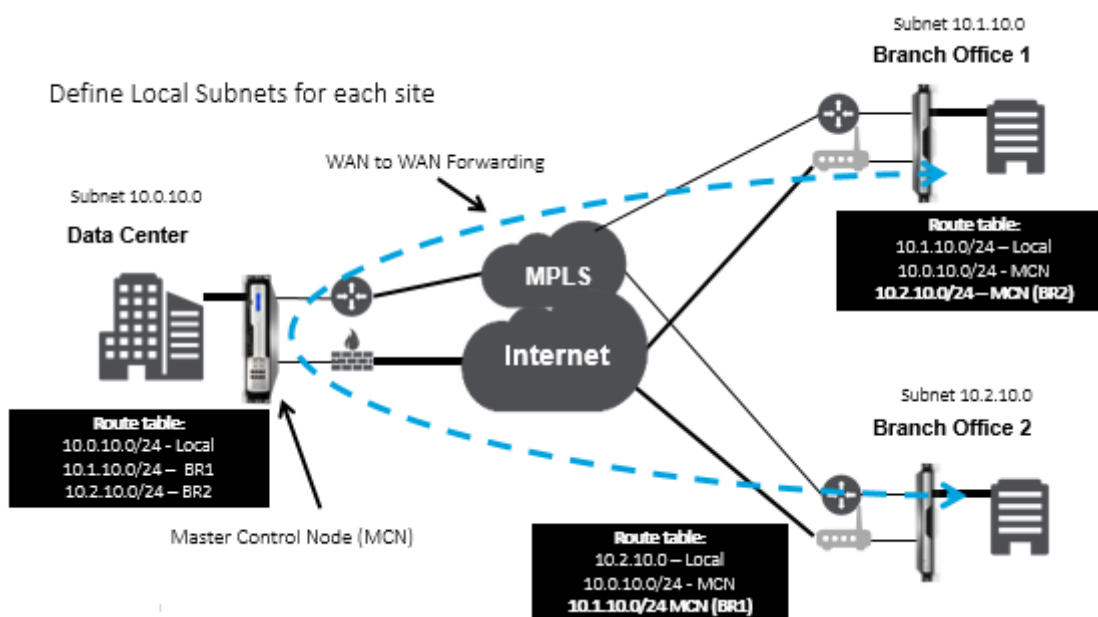 Subnet 10.1.10.0
Branch Office 1
Define Local Subnets for each site
WAN to WAN Forwarding
Subnet 10.0.10.0
Data Center
Route table:
10.1.10.0/24 – Local
10.0.10.0/24 - MCN
10.2.10.0/24 – MCN (BR2)
MPLS
Internet
Subnet 10.2.10.0
Branch Office 2
Route table:
10.0.10.0/24 - Local
10.1.10.0/24 – BR1
10.2.10.0/24 – BR2
Master Control Node (MCN)
Route table:
10.2.10.0 – Local
10.0.10.0/24 - MCN
10.1.10.0/24 MCN (BR1)